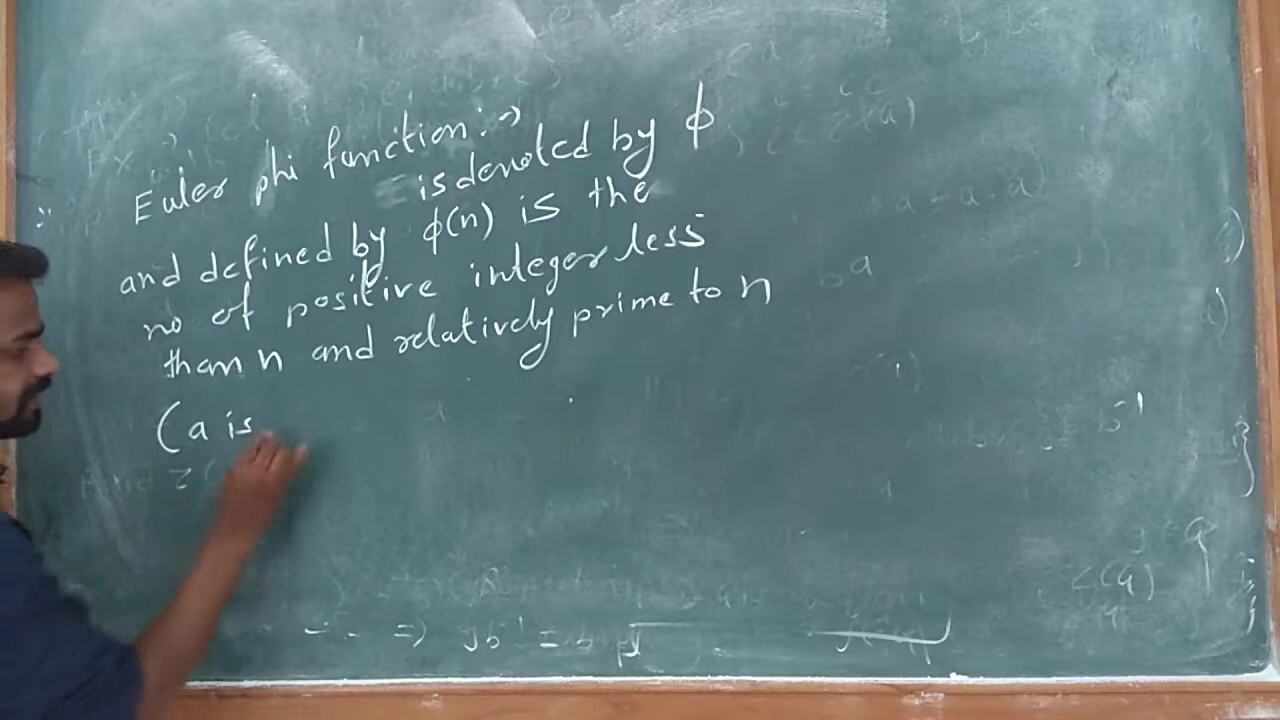 Euler phi function :→
is denoted by ϕ
and defined by ϕ(n) is the
no of positive integer less
than n and relatively prime to n
(a is
b⁻¹
Z(G)